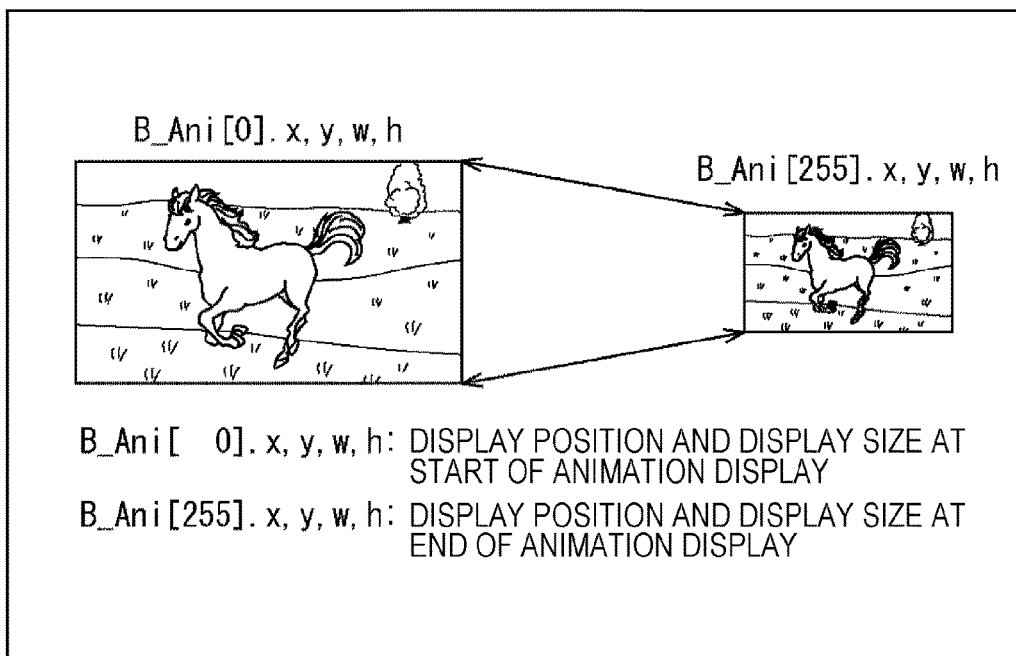 B_Ani[0]. x, y, w, h
B_Ani[255]. x, y, w, h
B_Ani[  0]. x, y, w, h: DISPLAY POSITION AND DISPLAY SIZE AT
START OF ANIMATION DISPLAY
B_Ani[255]. x, y, w, h: DISPLAY POSITION AND DISPLAY SIZE AT
END OF ANIMATION DISPLAY